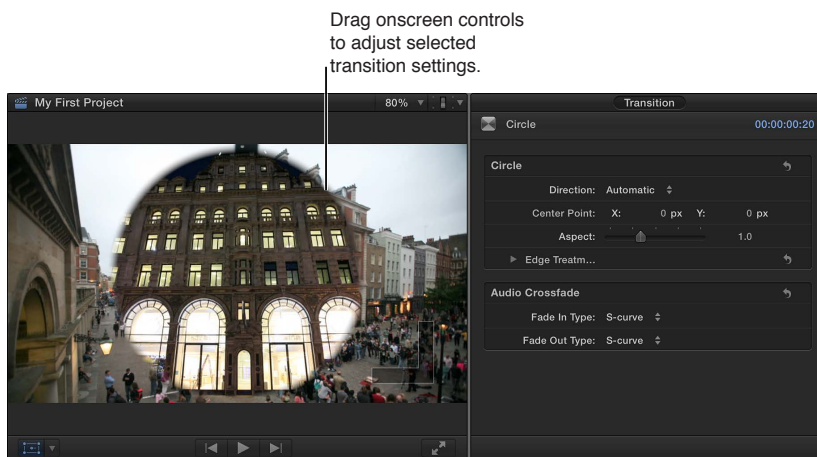 Drag onscreen controls
to adjust selected
transition settings.
My First Project
80%
Transition
Circle
00:00:00:20
Circle
Direction: Automatic
Center Point: X: 0 px Y: 0 px
Aspect: 1.0
Edge Treatm...
Audio Crossfade
Fade In Type: S-curve
Fade Out Type: S-curve